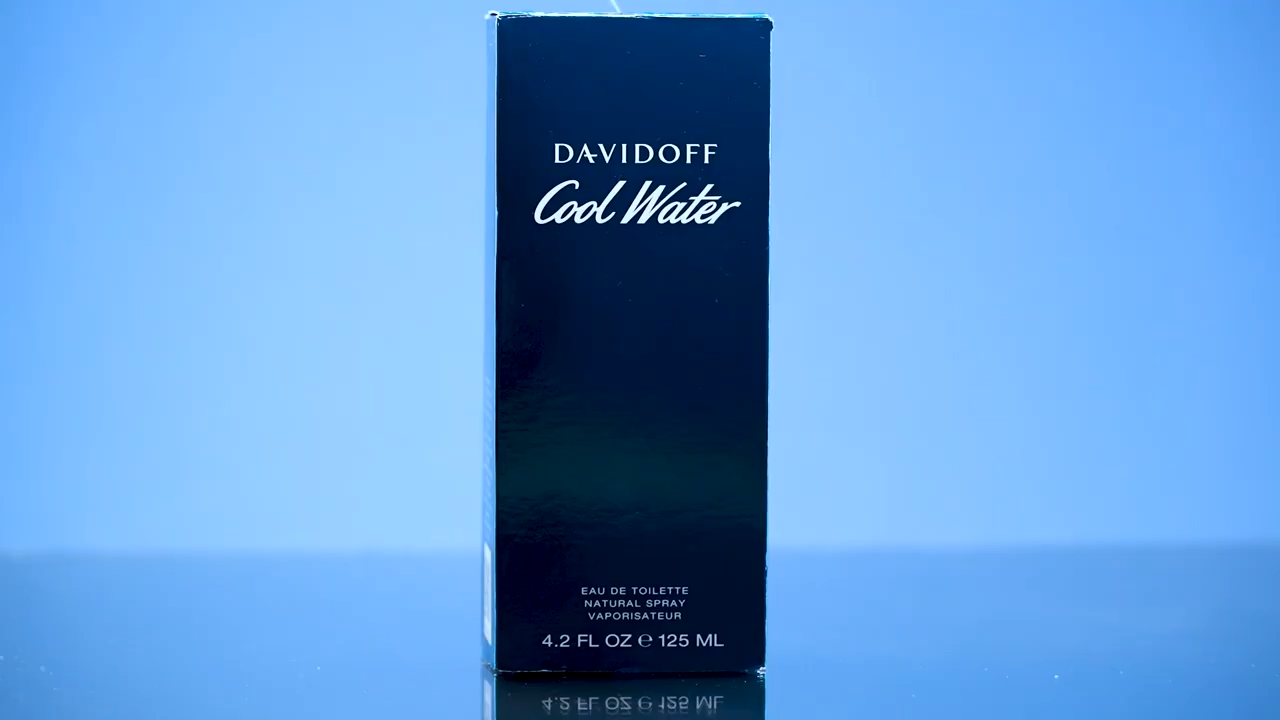 DAVIDOFF
Cool Water
EAU DE TOILETTE
NATURAL SPRAY
VAPORISATEUR
4.2 FL OZ ℮ 125 ML